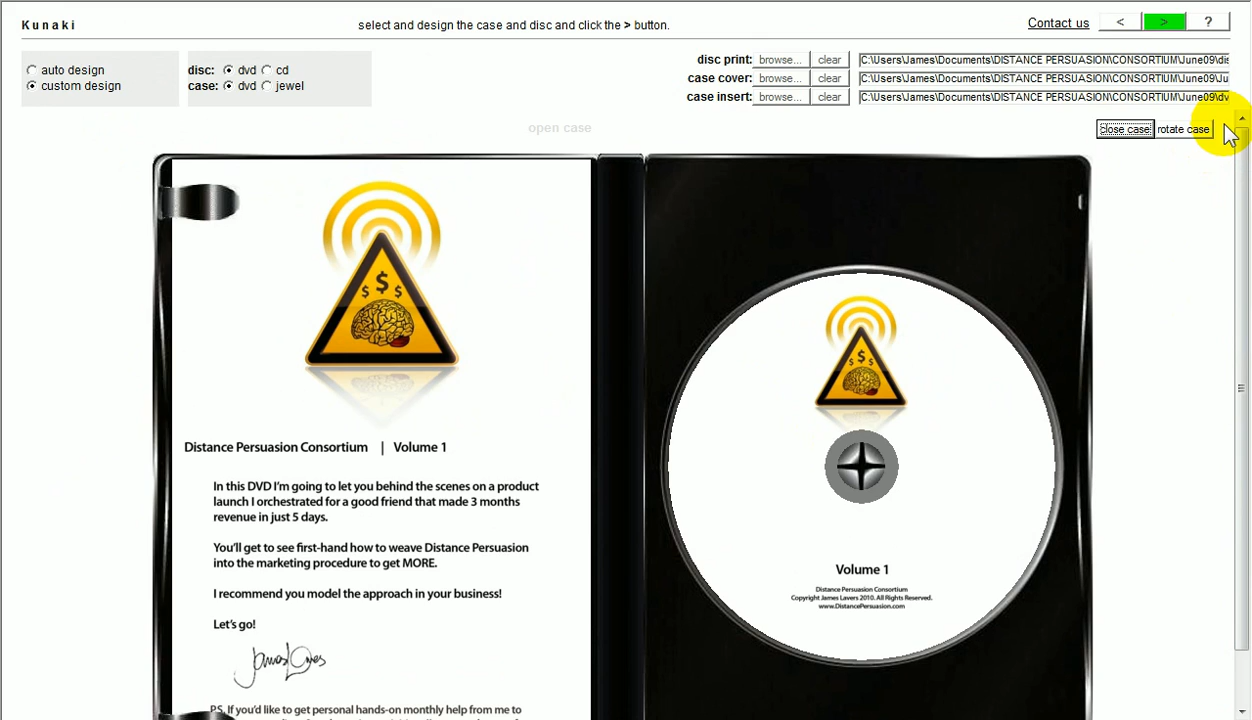 Kunaki
select and design the case and disc and click the > button.
Contact us
<
>
?
auto design
custom design
disc: dvd cd
case: dvd jewel
disc print: browse... clear C:\Users\James\Documents\DISTANCE PERSUASION\CONSORTIUM\June09\dis
case cover: browse... clear C:\Users\James\Documents\DISTANCE PERSUASION\CONSORTIUM\June09\Ju
case insert: browse... clear C:\Users\James\Documents\DISTANCE PERSUASION\CONSORTIUM\June09\dv
open case
close case rotate case
$ $ $
Distance Persuasion Consortium | Volume 1
In this DVD I'm going to let you behind the scenes on a product
launch I orchestrated for a good friend that made 3 months
revenue in just 5 days.
You'll get to see first-hand how to weave Distance Persuasion
into the marketing procedure to get MORE.
I recommend you model the approach in your business!
Let's go!
James Lavers
P.S. If you'd like to get personal hands-on monthly help from me to
$ $ $
Volume 1
Distance Persuasion Consortium
Copyright James Lavers 2010. All Rights Reserved.
www.DistancePersuasion.com